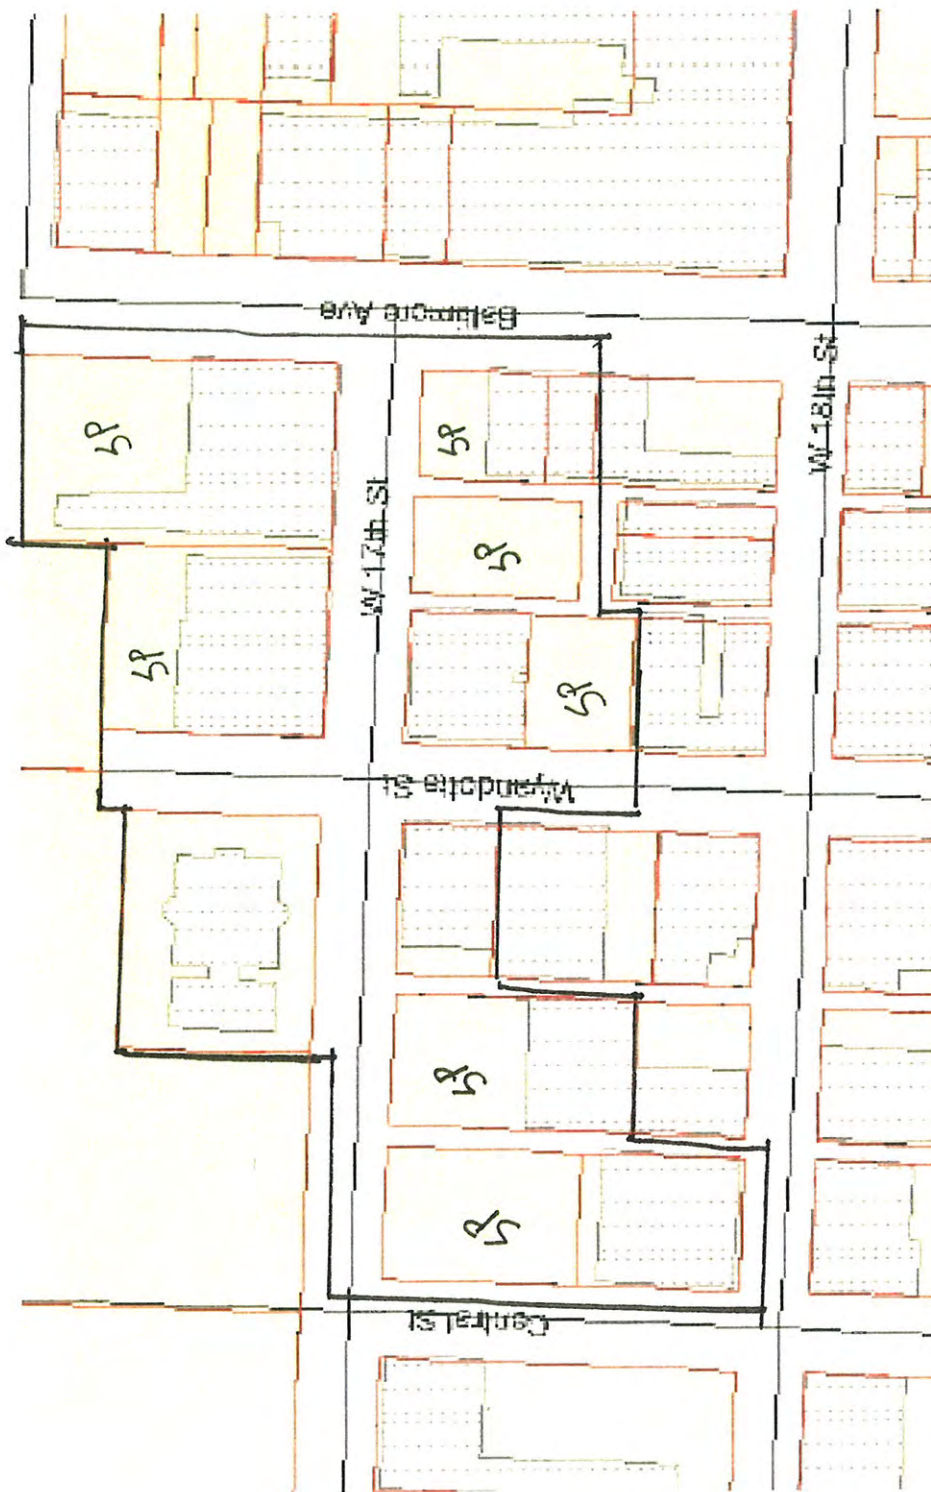 Baltimore Ave
SP
SP
W 17th St
W 18th St
SP
SP
SP
Wyandotte St
SP
SP
Central St